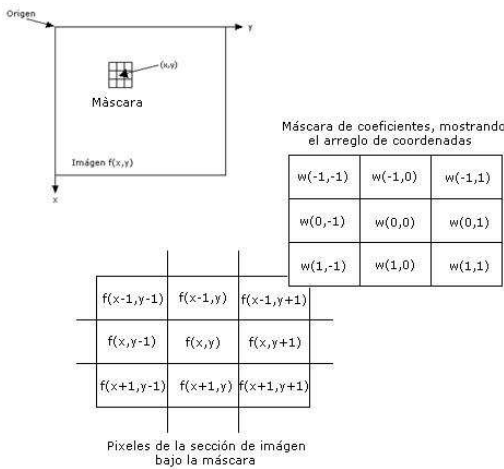 Origen
y
(x,y)
Màscara
Imágen f(x,y)
x
Máscara de coeficientes, mostrando
el arreglo de coordenadas
w(-1,-1) w(-1,0) w(-1,1)
w(0,-1) w(0,0) w(0,1)
w(1,-1) w(1,0) w(1,1)
f(x-1,y-1) f(x-1,y) f(x-1,y+1)
f(x,y-1) f(x,y) f(x,y+1)
f(x+1,y-1) f(x+1,y) f(x+1,y+1)
Pixeles de la sección de imágen
bajo la máscara